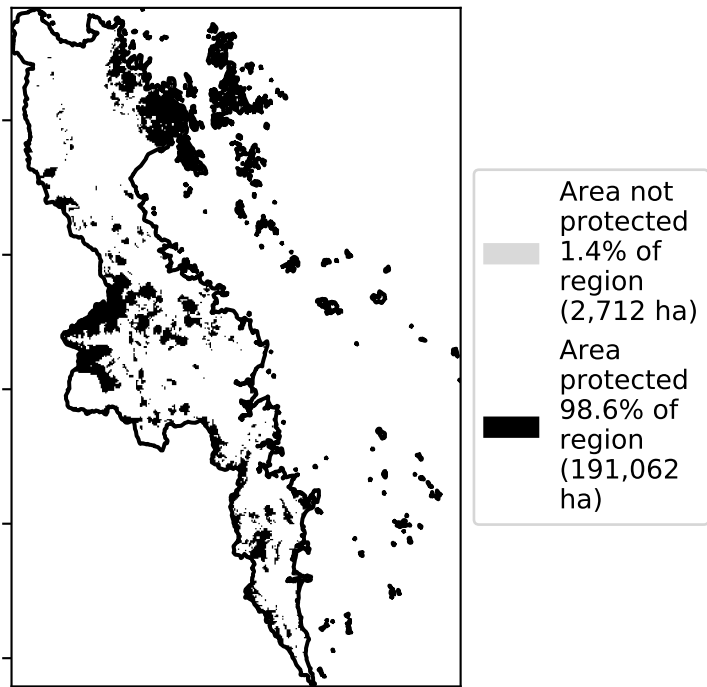 Area not
protected
1.4% of
region
(2,712 ha)
Area
protected
98.6% of
region
(191,062
ha)